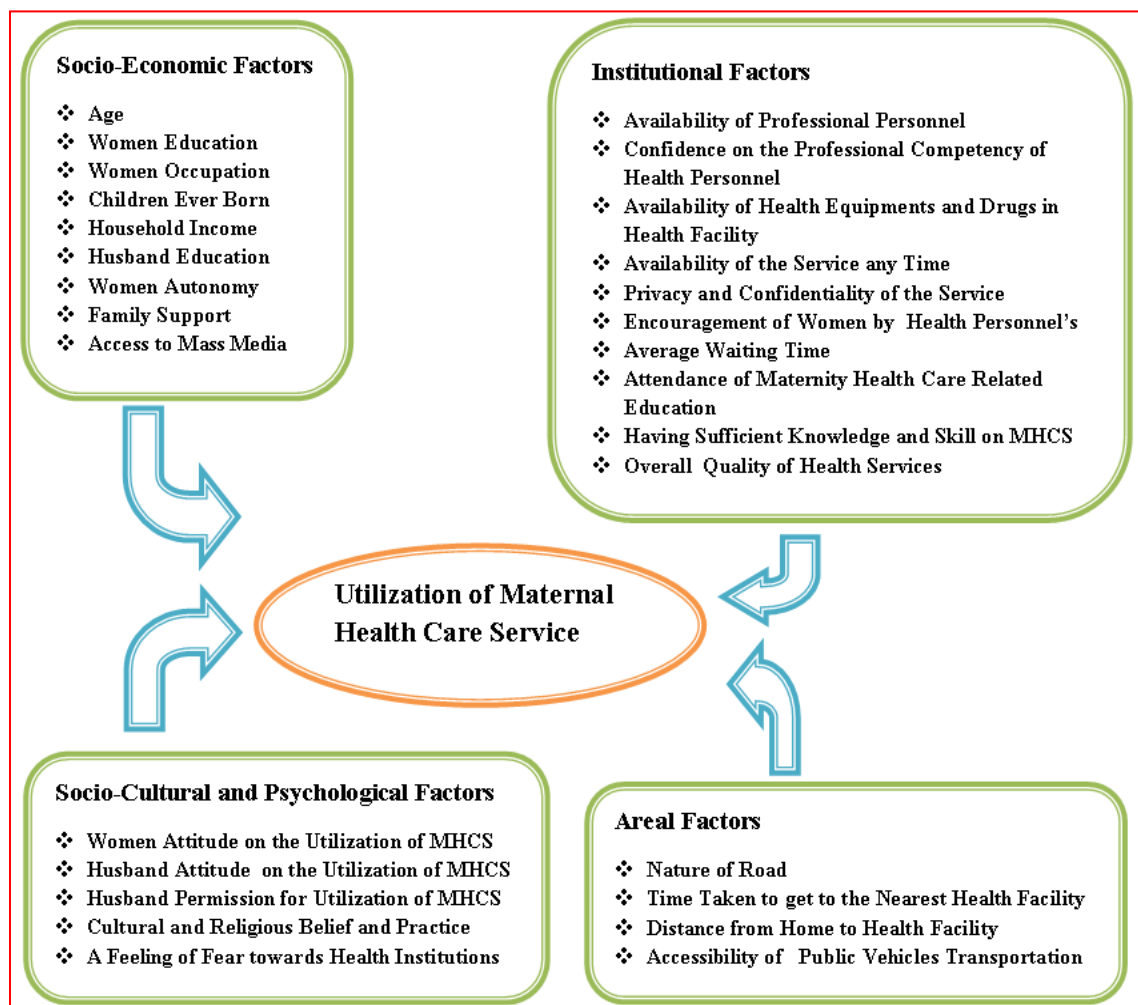 Socio-Economic Factors
❖ Age
❖ Women Education
❖ Women Occupation
❖ Children Ever Born
❖ Household Income
❖ Husband Education
❖ Women Autonomy
❖ Family Support
❖ Access to Mass Media
Institutional Factors
❖ Availability of Professional Personnel
❖ Confidence on the Professional Competency of
Health Personnel
❖ Availability of Health Equipments and Drugs in
Health Facility
❖ Availability of the Service any Time
❖ Privacy and Confidentiality of the Service
❖ Encouragement of Women by Health Personnel's
❖ Average Waiting Time
❖ Attendance of Maternity Health Care Related
Education
❖ Having Sufficient Knowledge and Skill on MHCS
❖ Overall Quality of Health Services
Utilization of Maternal
Health Care Service
Socio-Cultural and Psychological Factors
❖ Women Attitude on the Utilization of MHCS
❖ Husband Attitude on the Utilization of MHCS
❖ Husband Permission for Utilization of MHCS
❖ Cultural and Religious Belief and Practice
❖ A Feeling of Fear towards Health Institutions
Areal Factors
❖ Nature of Road
❖ Time Taken to get to the Nearest Health Facility
❖ Distance from Home to Health Facility
❖ Accessibility of Public Vehicles Transportation